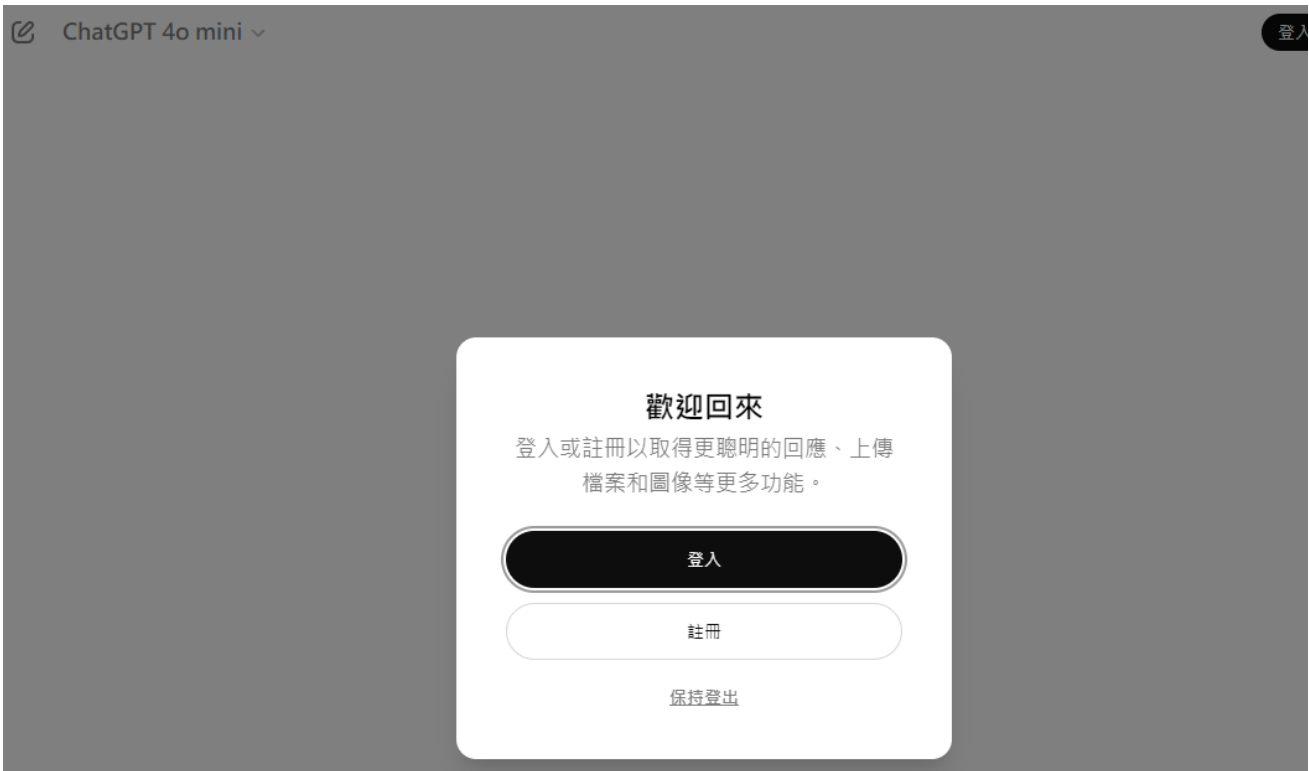 ChatGPT 4o mini
登入
歡迎回來
登入或註冊以取得更聰明的回應、上傳
檔案和圖像等更多功能。
登入
註冊
保持登出